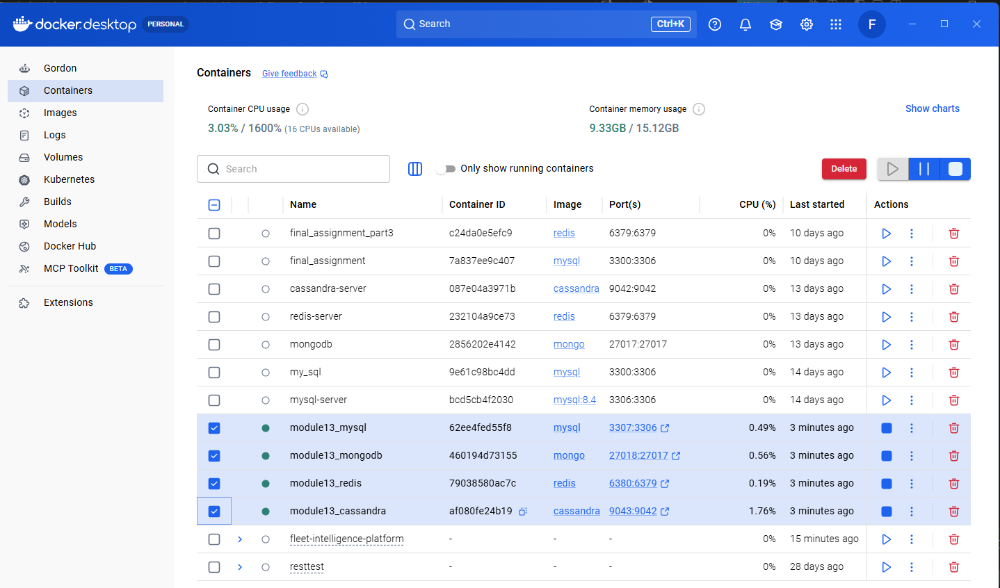 docker.desktop PERSONAL Search Ctrl+K F
Gordon
Containers
Images
Logs
Volumes
Kubernetes
Builds
Models
Docker Hub
MCP Toolkit BETA
Extensions
Containers Give feedback
Container CPU usage
3.03% / 1600% (16 CPUs available)
Container memory usage
9.33GB / 15.12GB
Show charts
Search
Only show running containers
Delete
Name Container ID Image Port(s) CPU (%) Last started Actions
final_assignment_part3 c24da0e5efc9 redis 6379:6379 0% 10 days ago
final_assignment 7a837ee9c407 mysql 3300:3306 0% 10 days ago
cassandra-server 087e04a3971b cassandra 9042:9042 0% 13 days ago
redis-server 232104a9ce73 redis 6379:6379 0% 13 days ago
mongodb 2856202e4142 mongo 27017:27017 0% 13 days ago
my_sql 9e61c98bc4dd mysql 3300:3306 0% 14 days ago
mysql-server bcd5cb4f2030 mysql:8.4 3306:3306 0% 14 days ago
module13_mysql 62ee4fed55f8 mysql 3307:3306 0.49% 3 minutes ago
module13_mongodb 460194d73155 mongo 27018:27017 0.56% 3 minutes ago
module13_redis 79038580ac7c redis 6380:6379 0.19% 3 minutes ago
module13_cassandra af080fe24b19 cassandra 9043:9042 1.76% 3 minutes ago
fleet-intelligence-platform - - - 0% 15 minutes ago
resttest - - - 0% 28 days ago